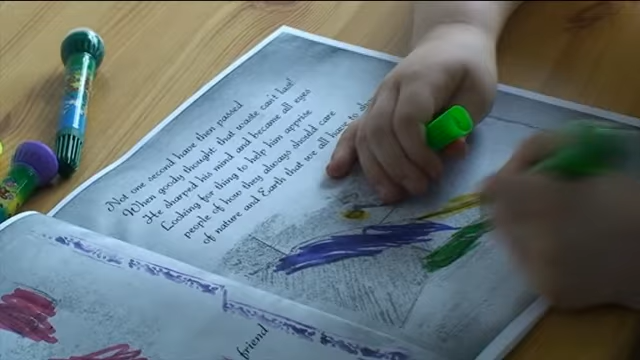 Not one second have then passed
When goody thought that waste can't last!
He sharped his mind and became all eyes
Looking for thing to help him apprise
people of how they always should care
of nature and Earth that we all have to
friend